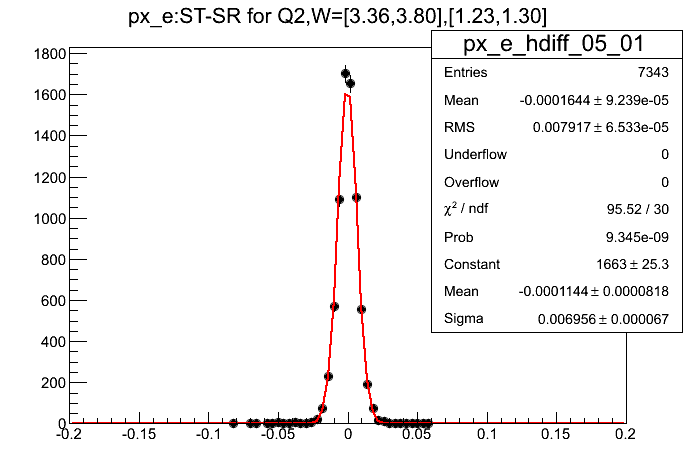 px_e:ST-SR for Q2,W=[3.36,3.80],[1.23,1.30]
px_e_hdiff_05_01
Entries 7343
Mean -0.0001644 ± 9.239e-05
RMS 0.007917 ± 6.533e-05
Underflow 0
Overflow 0
χ² / ndf 95.52 / 30
Prob 9.345e-09
Constant 1663 ± 25.3
Mean -0.0001144 ± 0.0000818
Sigma 0.006956 ± 0.000067
1800
1600
1400
1200
1000
800
600
400
200
0
-0.2 -0.15 -0.1 -0.05 0 0.05 0.1 0.15 0.2